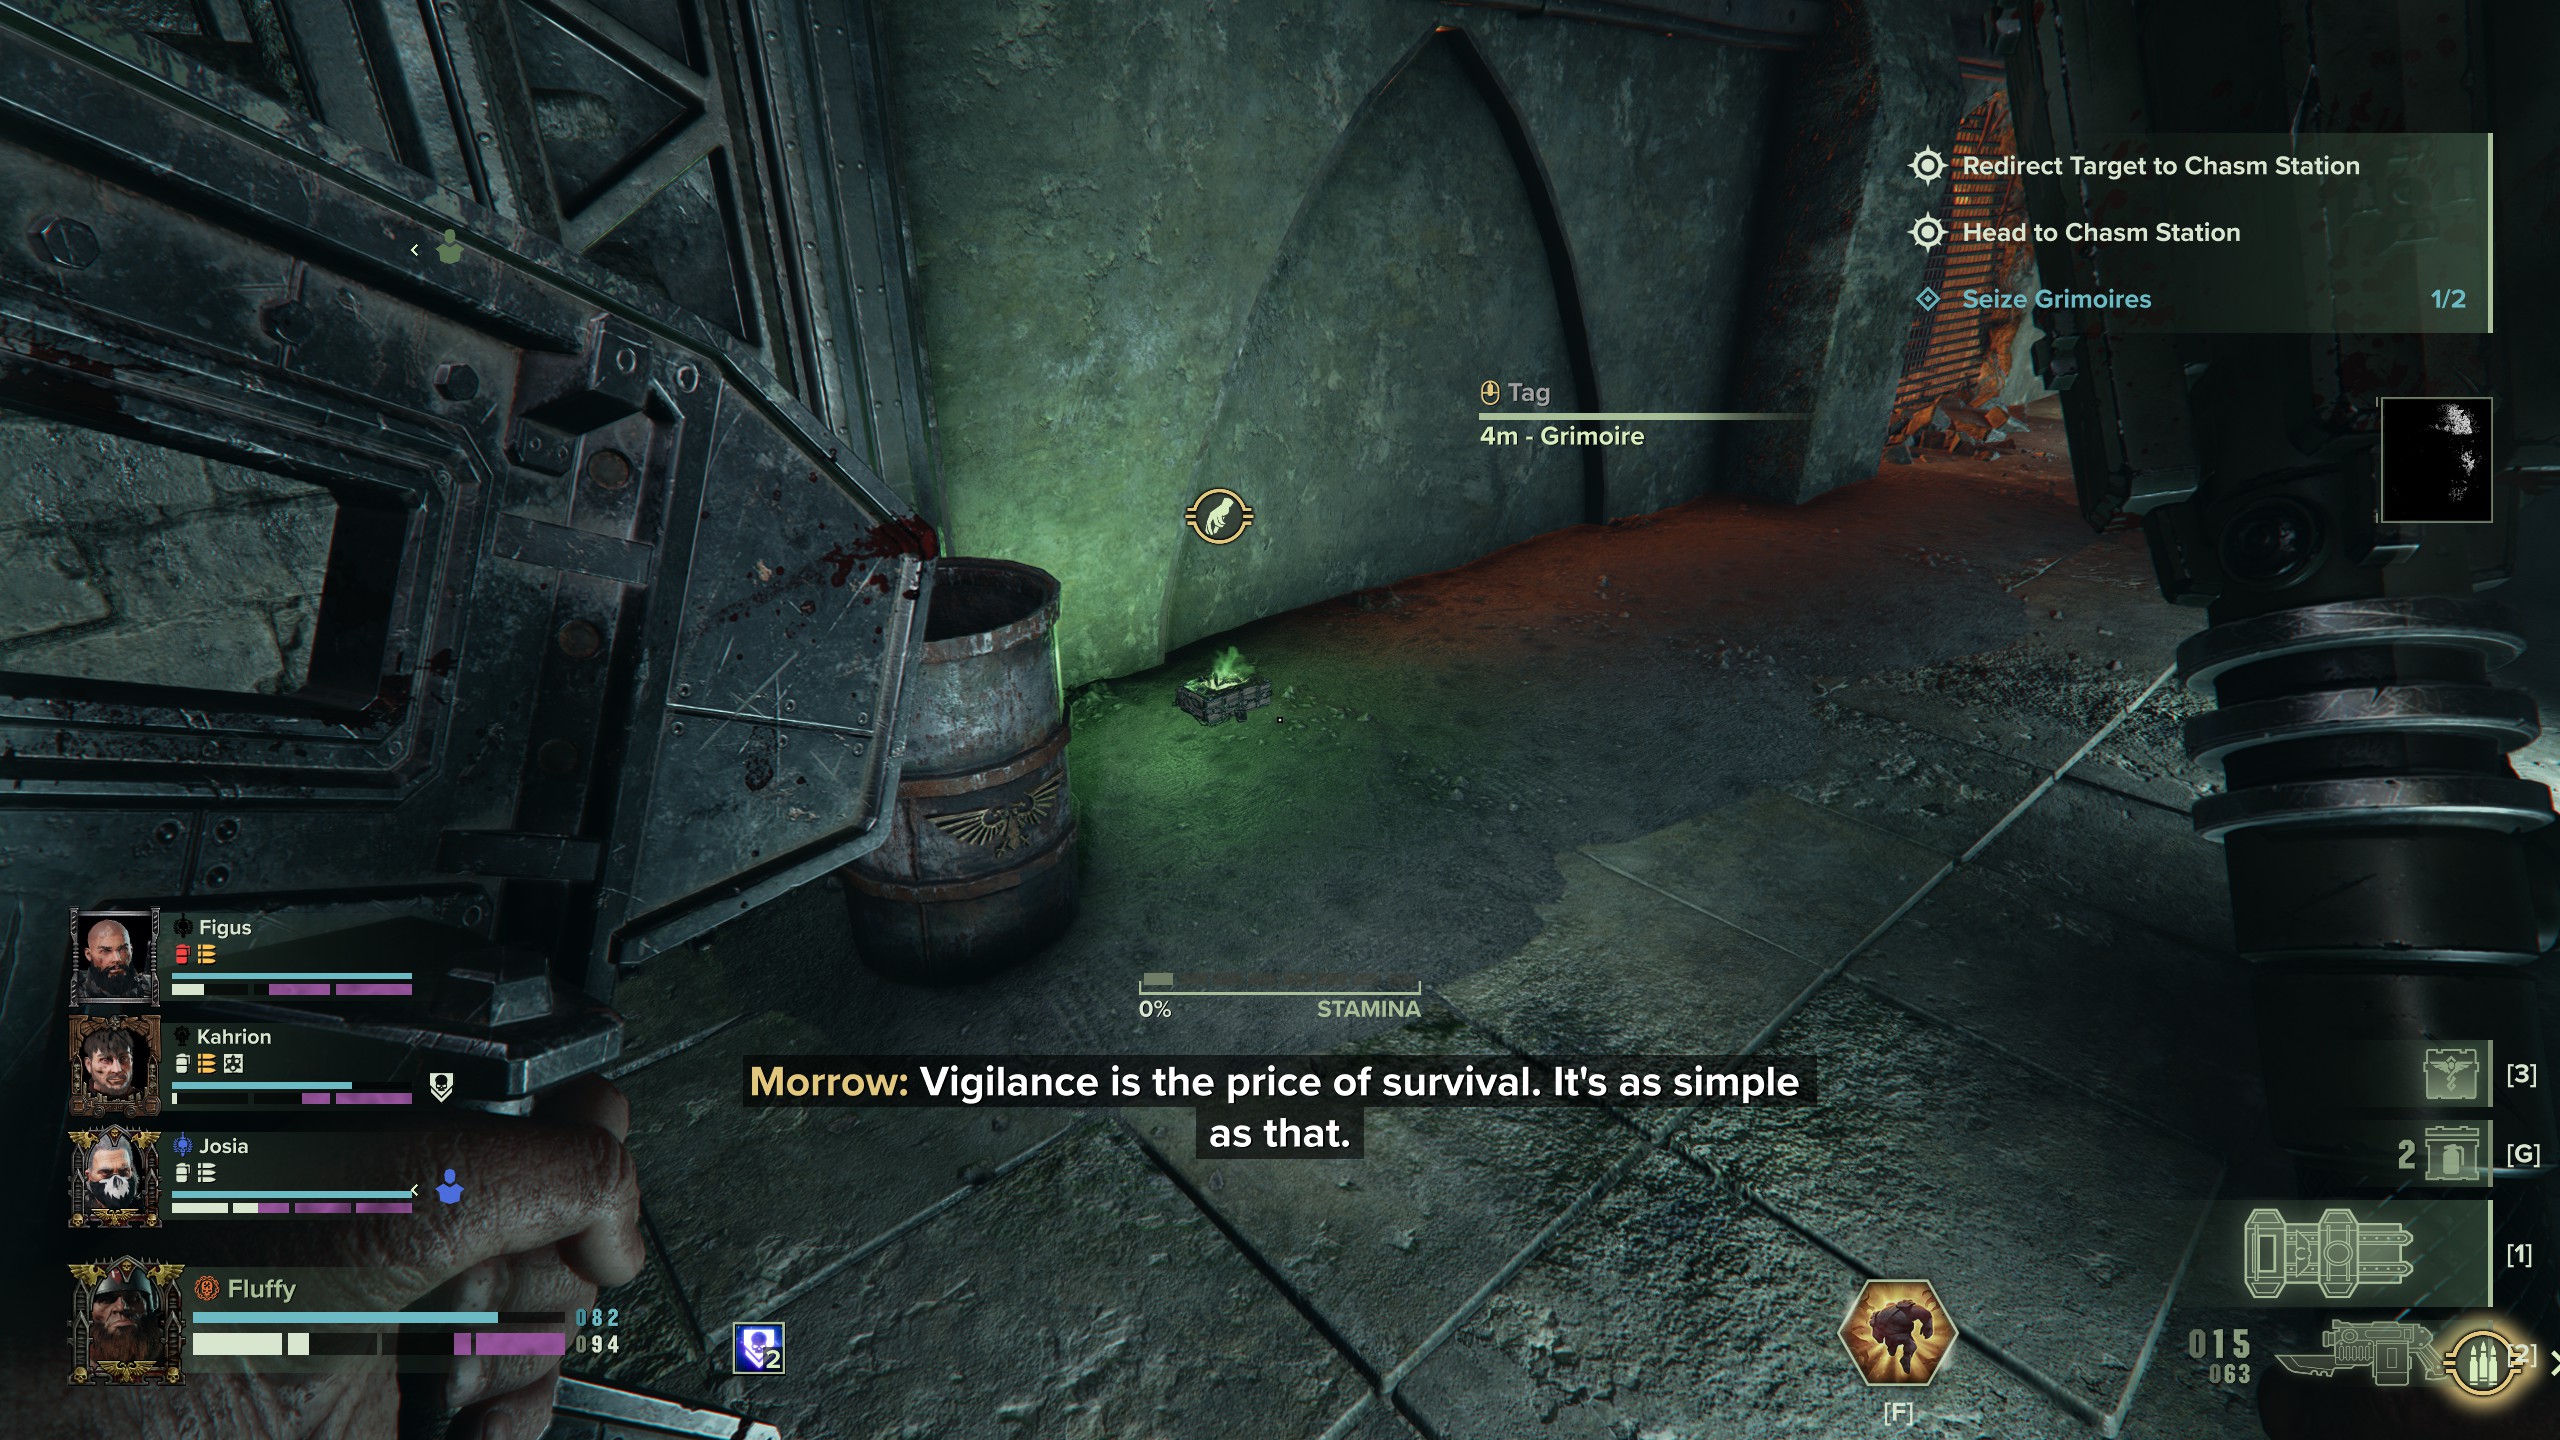 Redirect Target to Chasm Station
Head to Chasm Station
Seize Grimoires 1/2
Tag
4m - Grimoire
Figus
Kahrion
Josia
Fluffy
082
094
0% STAMINA
Morrow: Vigilance is the price of survival. It's as simple
as that.
2
[F]
[3]
2 [G]
[1]
015
063
[2]